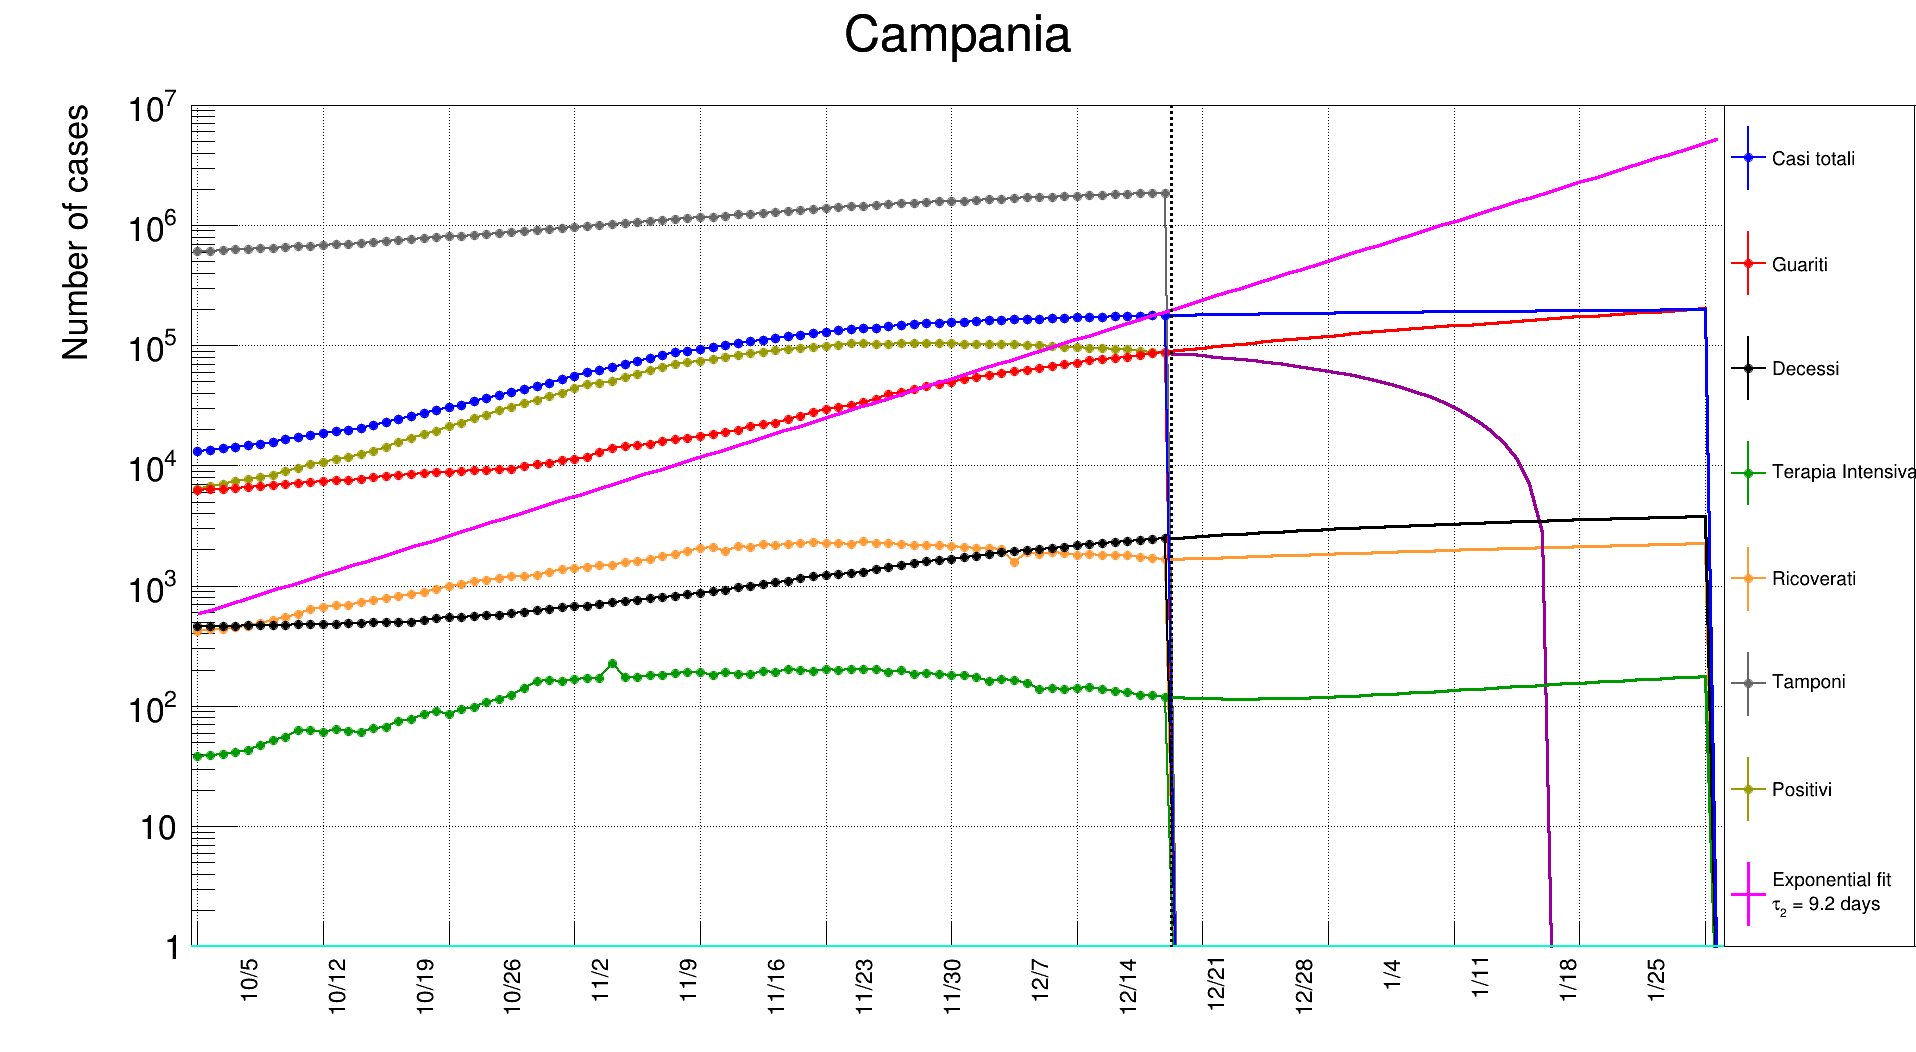 Campania
Number of cases
10^7
10^6
10^5
10^4
10^3
10^2
10
1
10/5
10/12
10/19
10/26
11/2
11/9
11/16
11/23
11/30
12/7
12/14
12/21
12/28
1/4
1/11
1/18
1/25
Casi totali
Guariti
Decessi
Terapia Intensiva
Ricoverati
Tamponi
Positivi
Exponential fit
τ_2 = 9.2 days